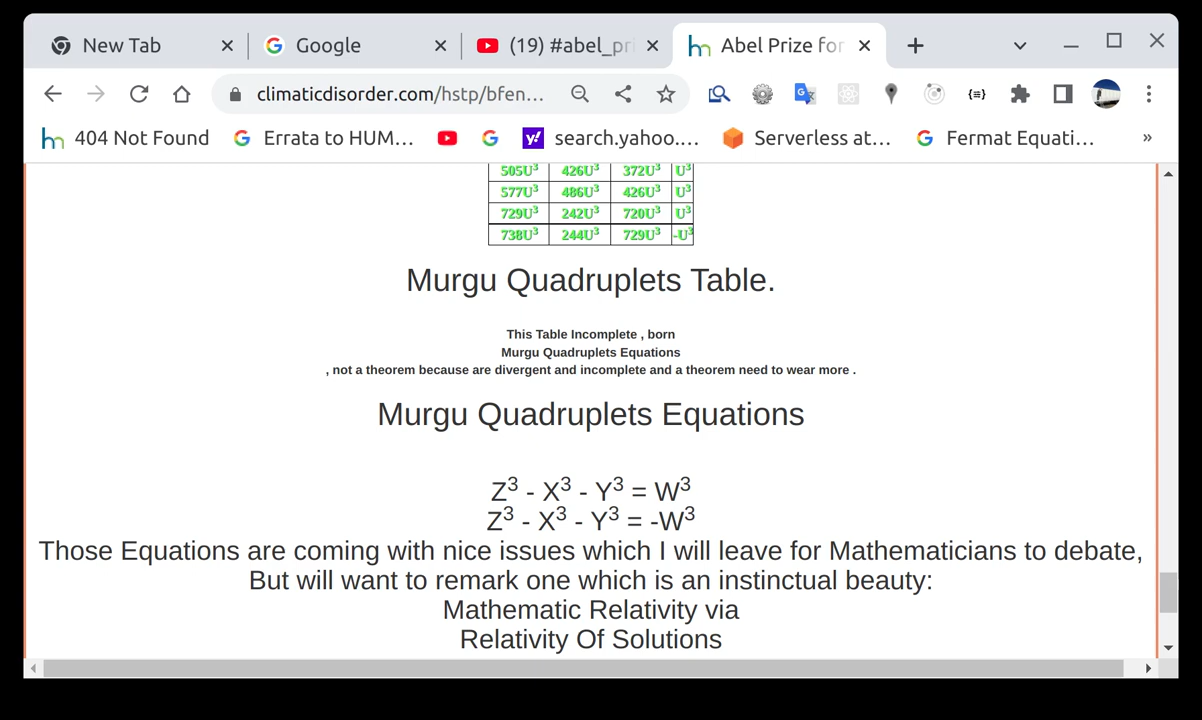 New Tab
Google
(19) #abel_pri
Abel Prize for
climaticdisorder.com/hstp/bfen...
404 Not Found
Errata to HUM...
search.yahoo....
Serverless at...
Fermat Equati...
»
505U³ 426U³ 372U³ U³
577U³ 486U³ 426U³ U³
729U³ 242U³ 720U³ U³
738U³ 244U³ 729U³ -U³
Murgu Quadruplets Table.
This Table Incomplete , born
Murgu Quadruplets Equations
, not a theorem because are divergent and incomplete and a theorem need to wear more .
Murgu Quadruplets Equations
Z³ - X³ - Y³ = W³
Z³ - X³ - Y³ = -W³
Those Equations are coming with nice issues which I will leave for Mathematicians to debate,
But will want to remark one which is an instinctual beauty:
Mathematic Relativity via
Relativity Of Solutions